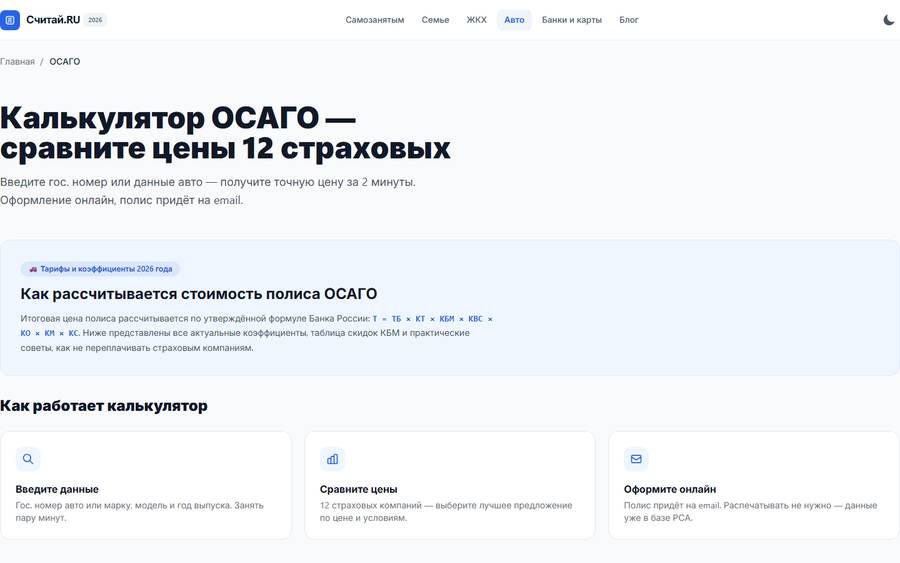 Считай.RU 2026 Самозанятым Семье ЖКХ Авто Банки и карты Блог
Главная / ОСАГО
Калькулятор ОСАГО —
сравните цены 12 страховых
Введите гос. номер или данные авто — получите точную цену за 2 минуты.
Оформление онлайн, полис придёт на email.
Тарифы и коэффициенты 2026 года
Как рассчитывается стоимость полиса ОСАГО
Итоговая цена полиса рассчитывается по утверждённой формуле Банка России: Т = ТБ × КТ × КБМ × КВС ×
КО × КМ × КС. Ниже представлены все актуальные коэффициенты, таблица скидок КБМ и практические
советы, как не переплачивать страховым компаниям.
Как работает калькулятор
Введите данные
Гос. номер авто или марку, модель и год выпуска. Занять
пару минут.
Сравните цены
12 страховых компаний — выберите лучшее предложение
по цене и условиям.
Оформите онлайн
Полис придёт на email. Распечатывать не нужно — данные
уже в базе РСА.